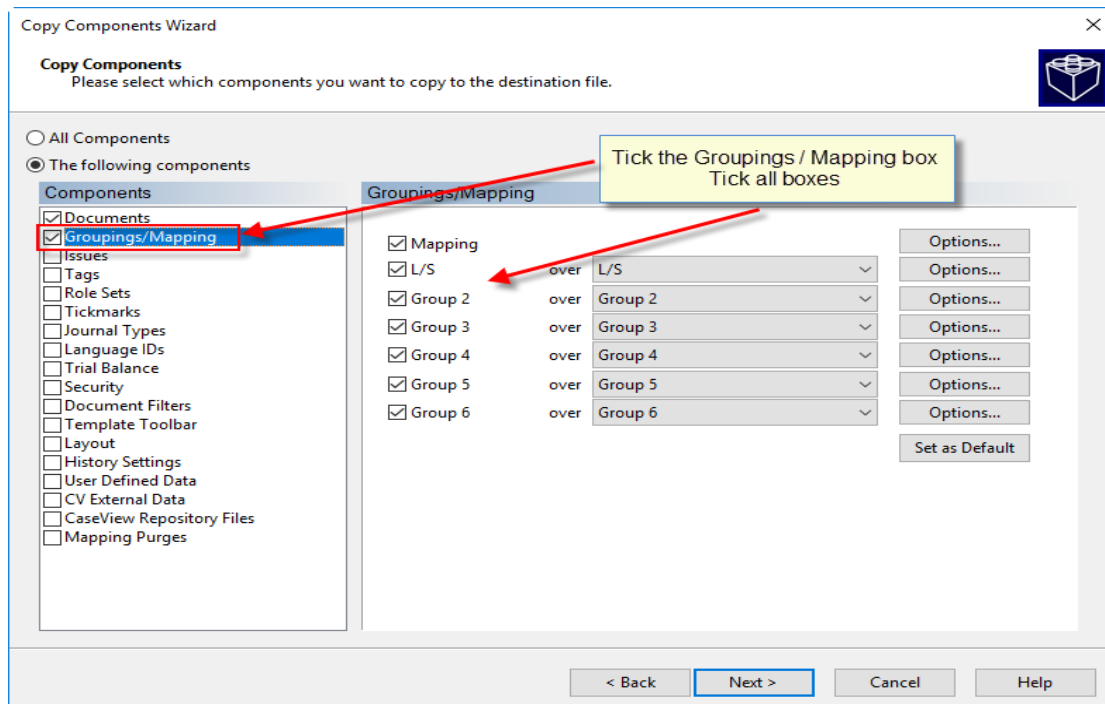 Copy Components Wizard
Copy Components
Please select which components you want to copy to the destination file.
All Components
The following components
Tick the Groupings / Mapping box
Tick all boxes
Components
Documents
Groupings/Mapping
Issues
Tags
Role Sets
Tickmarks
Journal Types
Language IDs
Trial Balance
Security
Document Filters
Template Toolbar
Layout
History Settings
User Defined Data
CV External Data
CaseView Repository Files
Mapping Purges
Groupings/Mapping
Mapping Options...
L/S over L/S Options...
Group 2 over Group 2 Options...
Group 3 over Group 3 Options...
Group 4 over Group 4 Options...
Group 5 over Group 5 Options...
Group 6 over Group 6 Options...
Set as Default
< Back Next > Cancel Help